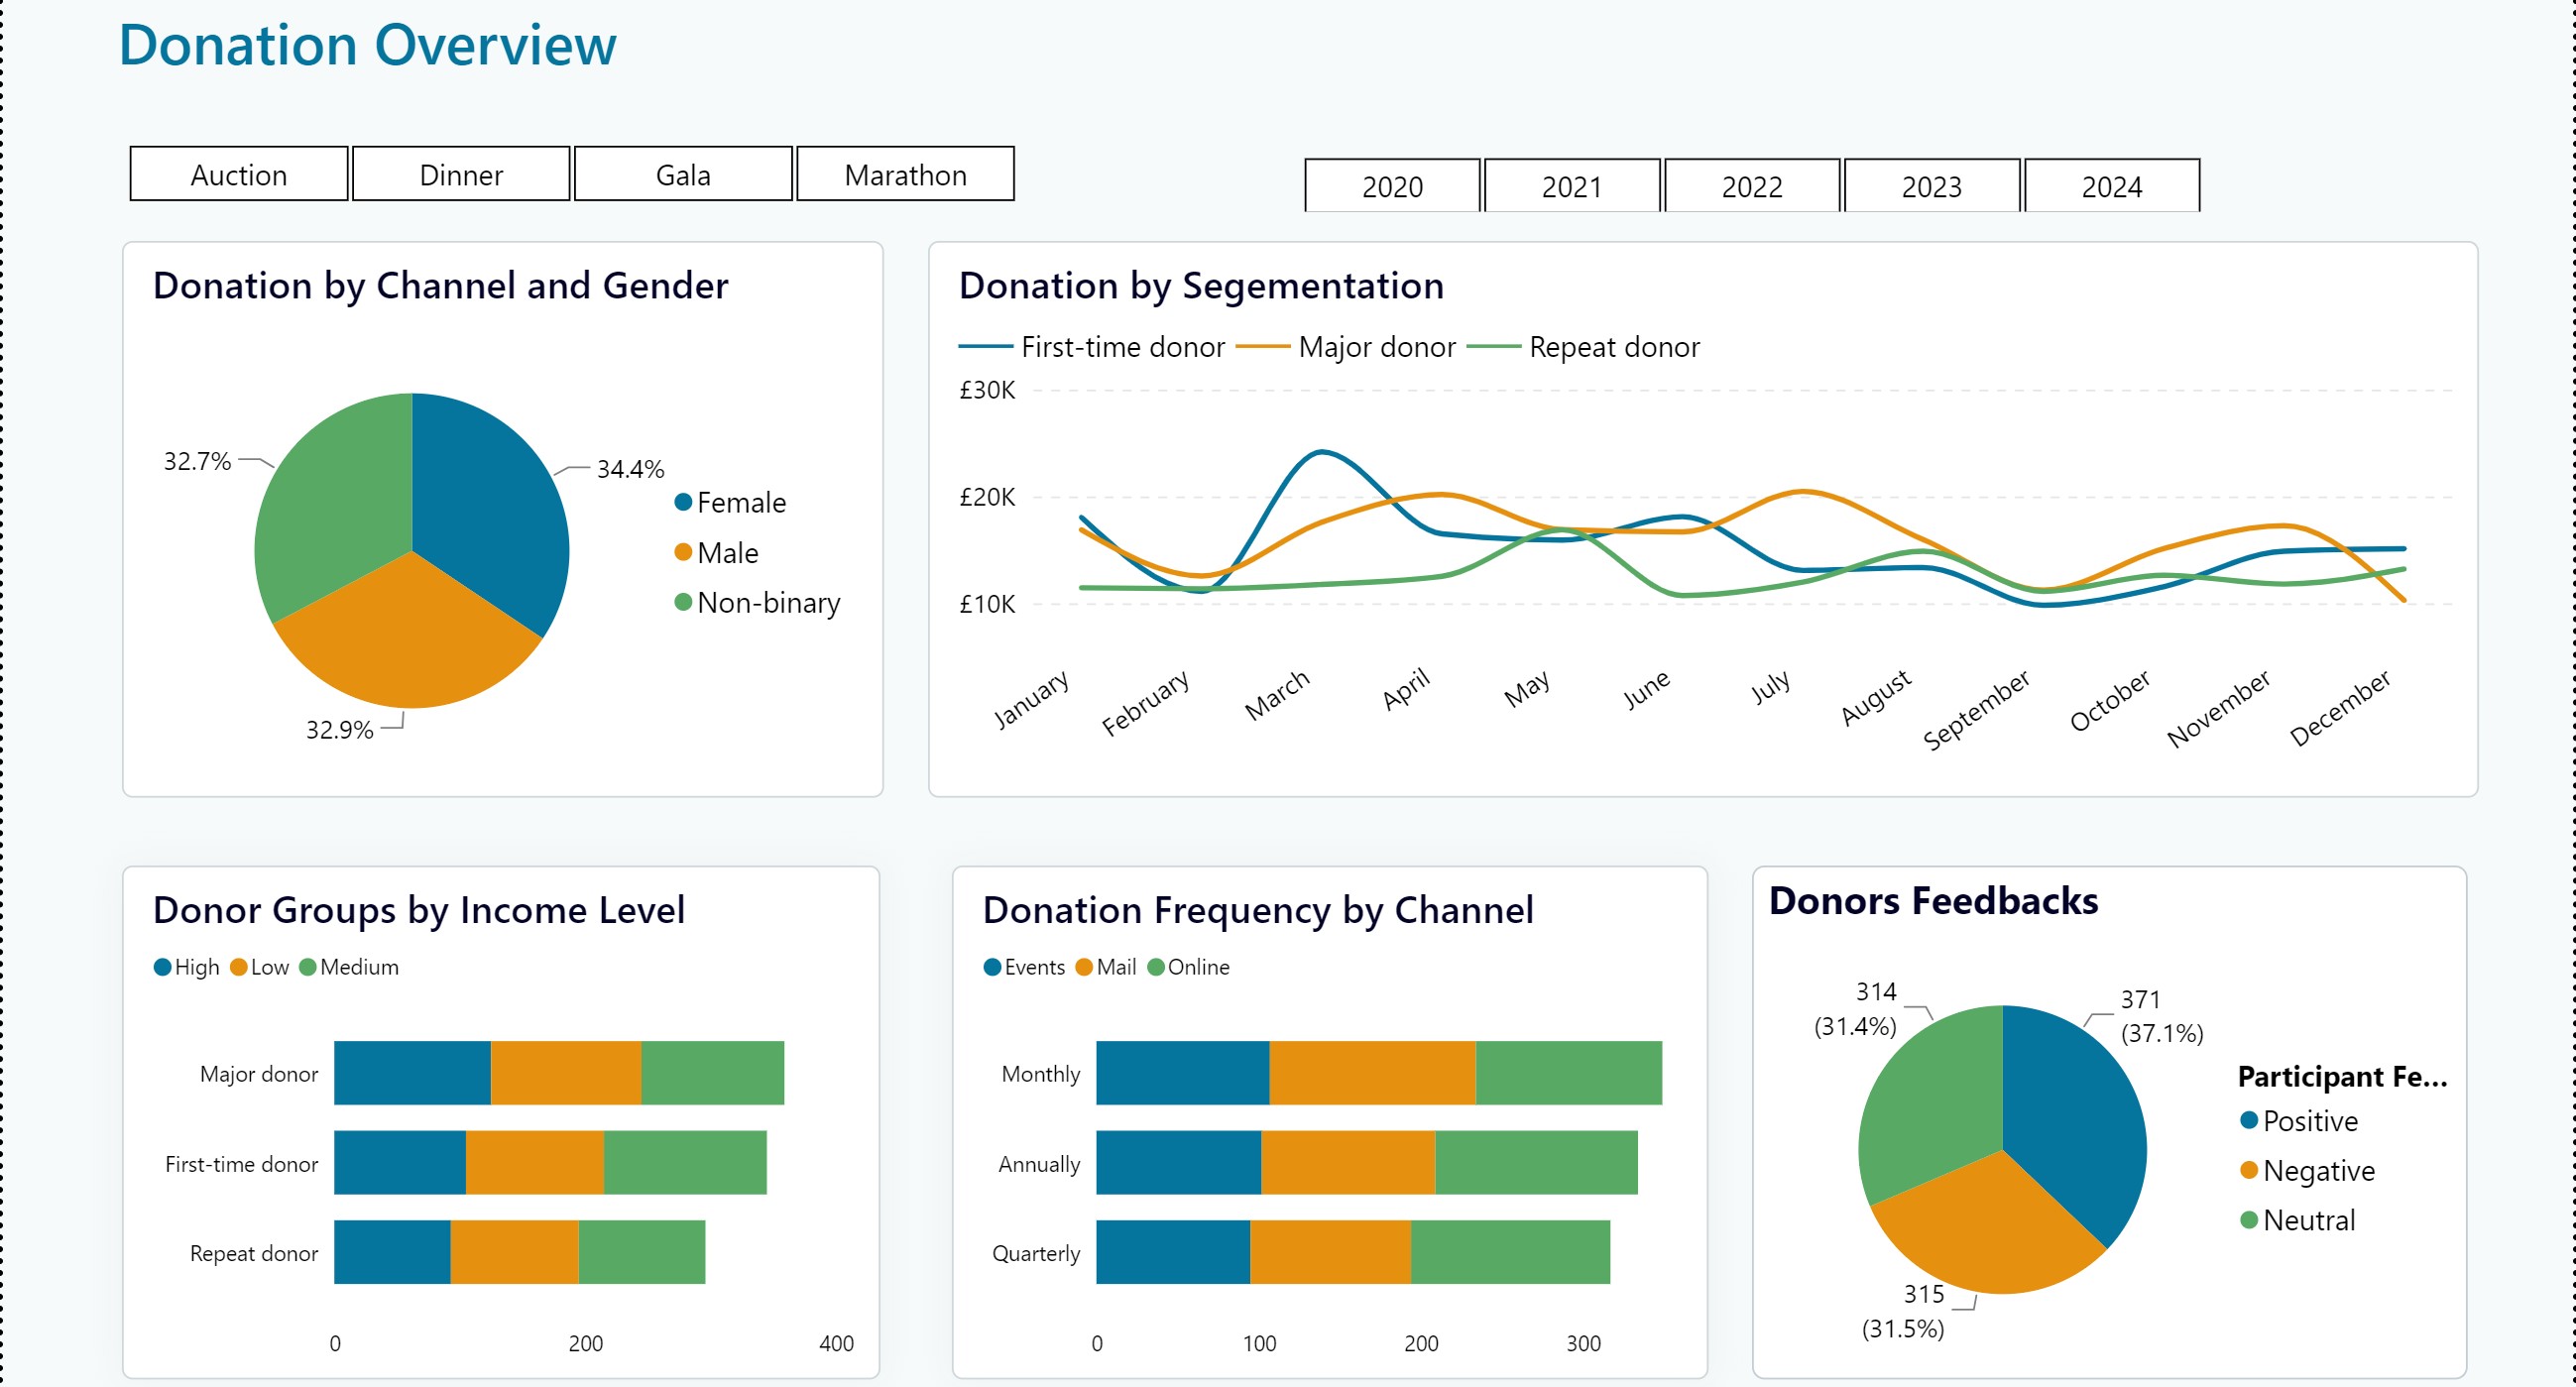 Donation Overview
Auction Dinner Gala Marathon
2020 2021 2022 2023 2024
Donation by Channel and Gender
32.7%
34.4%
32.9%
Female
Male
Non-binary
Donation by Segementation
First-time donor Major donor Repeat donor
£30K
£20K
£10K
January February March April May June July August September October November December
Donor Groups by Income Level
High Low Medium
Major donor
First-time donor
Repeat donor
0 200 400
Donation Frequency by Channel
Events Mail Online
Monthly
Annually
Quarterly
0 100 200 300
Donors Feedbacks
314
(31.4%)
371
(37.1%)
315
(31.5%)
Participant Fe...
Positive
Negative
Neutral